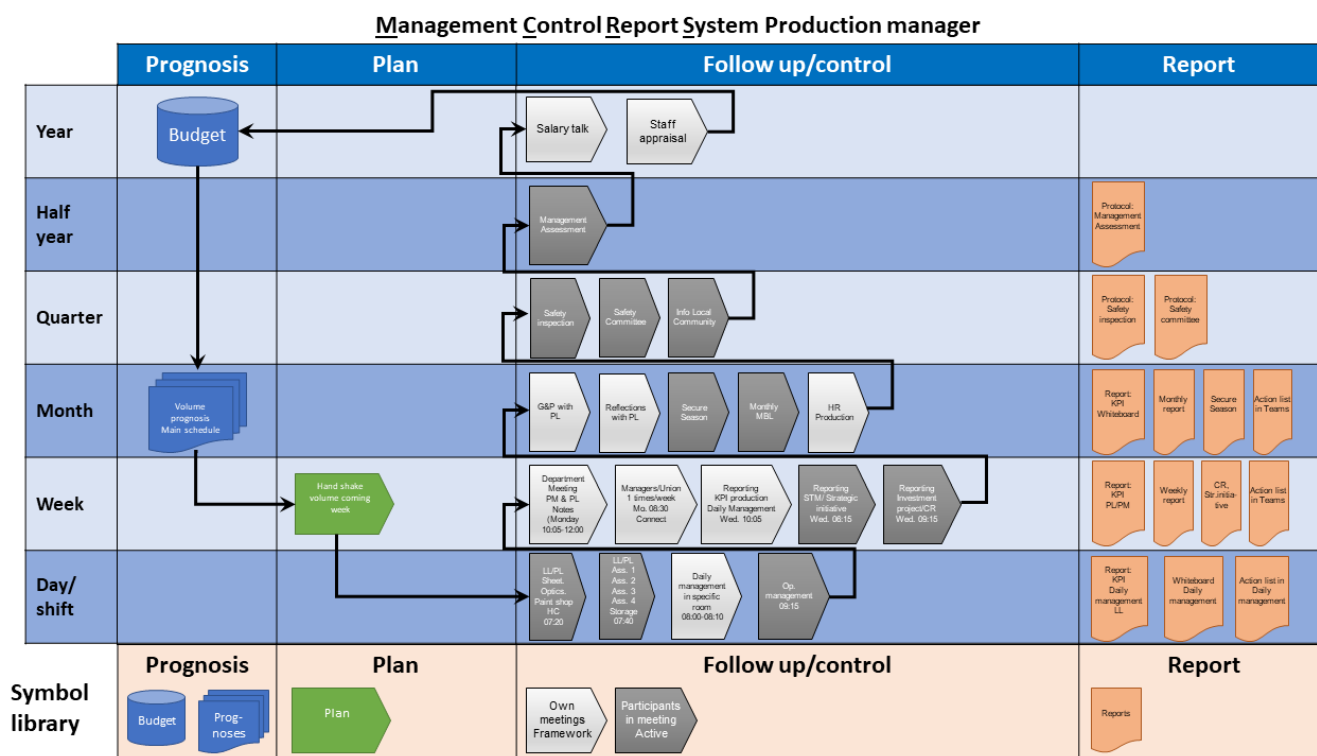 Management Control Report System Production manager
Prognosis
Plan
Follow up/control
Report
Year
Budget
Salary talk
Staff
appraisal
Half
year
Management
Assessment
Protocol:
Management
Assessment
Quarter
Safety
inspection
Safety
Committee
Info Local
Community
Protocol:
Safety
inspection
Protocol:
Safety
committee
Month
Volume
prognosis
Main schedule
G&P with
PL
Reflections
with PL
Secure
Season
Monthly
MBL
HR
Production
Report:
KPI
Whiteboard
Monthly
report
Secure
Season
Action list
in Teams
Week
Hand shake
volume coming
week
Department
Meeting
PM & PL
Notes
(Monday
10:05-12:00
Managers/Union
1 times/week
Mo. 08:30
Connect
Reporting
KPI production
Daily Management
Wed. 10:05
Reporting
STM/ Strategic
initiative
Wed. 06:15
Reporting
Investment
project/CR
Wed. 09:15
Report:
KPI
PL/PM
Weekly
report
CR,
Str.initia-
tive
Action list
in Teams
Day/
shift
LL/PL
Sheet.
Optics.
Paint shop
HC
07:20
LL/PL
Ass. 1
Ass. 2
Ass. 3
Ass. 4
Storage
07:40
Daily
management
in specific
room
08:00-08:10
Op.
management
09:15
Report:
KPI
Daily
management
LL
Whiteboard
Daily
management
Action list in
Daily
management
Symbol
library
Prognosis
Plan
Follow up/control
Report
Budget
Prog-
noses
Plan
Own
meetings
Framework
Participants
in meeting
Active
Reports